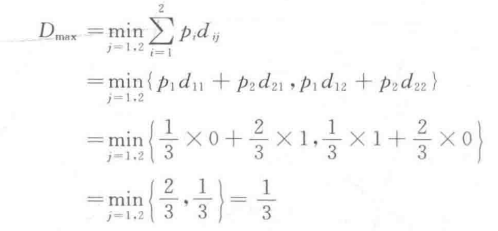 D_max = min_{j=1,2} ∑_{i=1}^{2} p_i d_{ij}
= min_{j=1,2} { p_1 d_{11} + p_2 d_{21} , p_1 d_{12} + p_2 d_{22} }
= min_{j=1,2} { 1/3 × 0 + 2/3 × 1, 1/3 × 1 + 2/3 × 0 }
= min_{j=1,2} { 2/3 , 1/3 } = 1/3